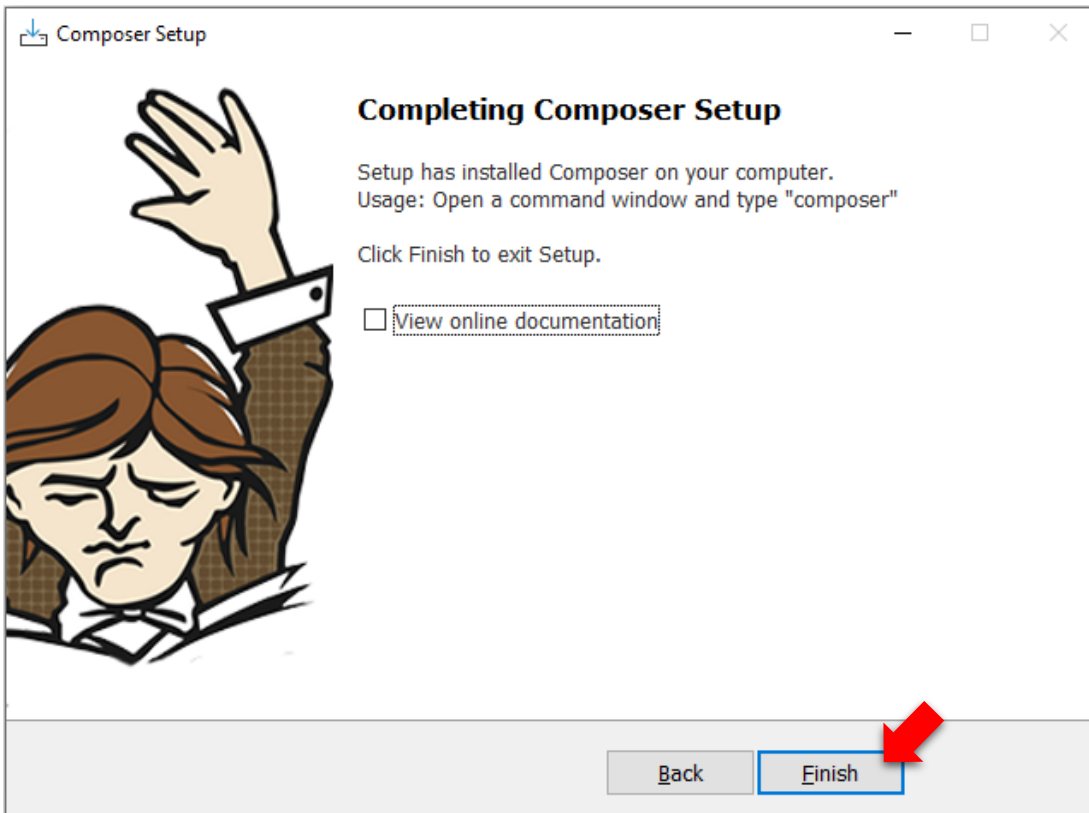 Composer Setup
Completing Composer Setup
Setup has installed Composer on your computer.
Usage: Open a command window and type "composer"
Click Finish to exit Setup.
View online documentation
Back
Finish